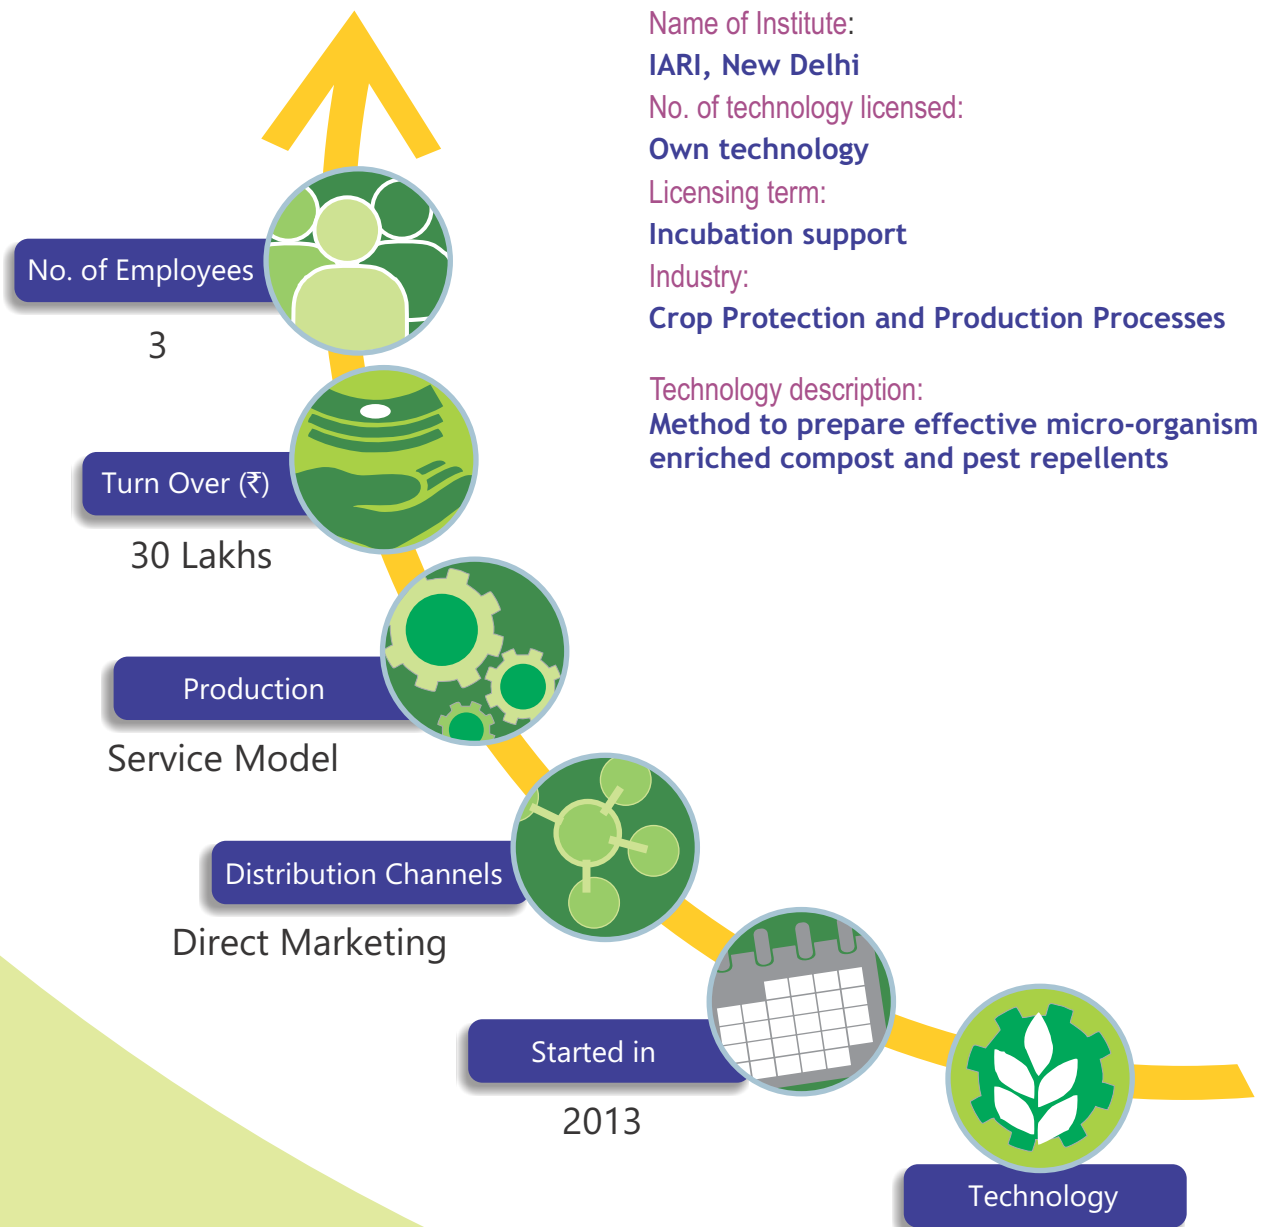 Name of Institute:
IARI, New Delhi
No. of technology licensed:
Own technology
Licensing term:
Incubation support
Industry:
Crop Protection and Production Processes
Technology description:
Method to prepare effective micro-organism
enriched compost and pest repellents
No. of Employees
3
Turn Over (₹)
30 Lakhs
Production
Service Model
Distribution Channels
Direct Marketing
Started in
2013
Technology